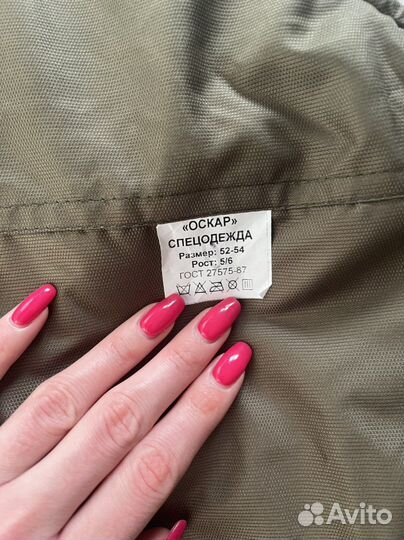 «ОСКАР»
СПЕЦОДЕЖДА
Размер: 52-54
Рост: 5/6
ГОСТ 27575-87
Avito